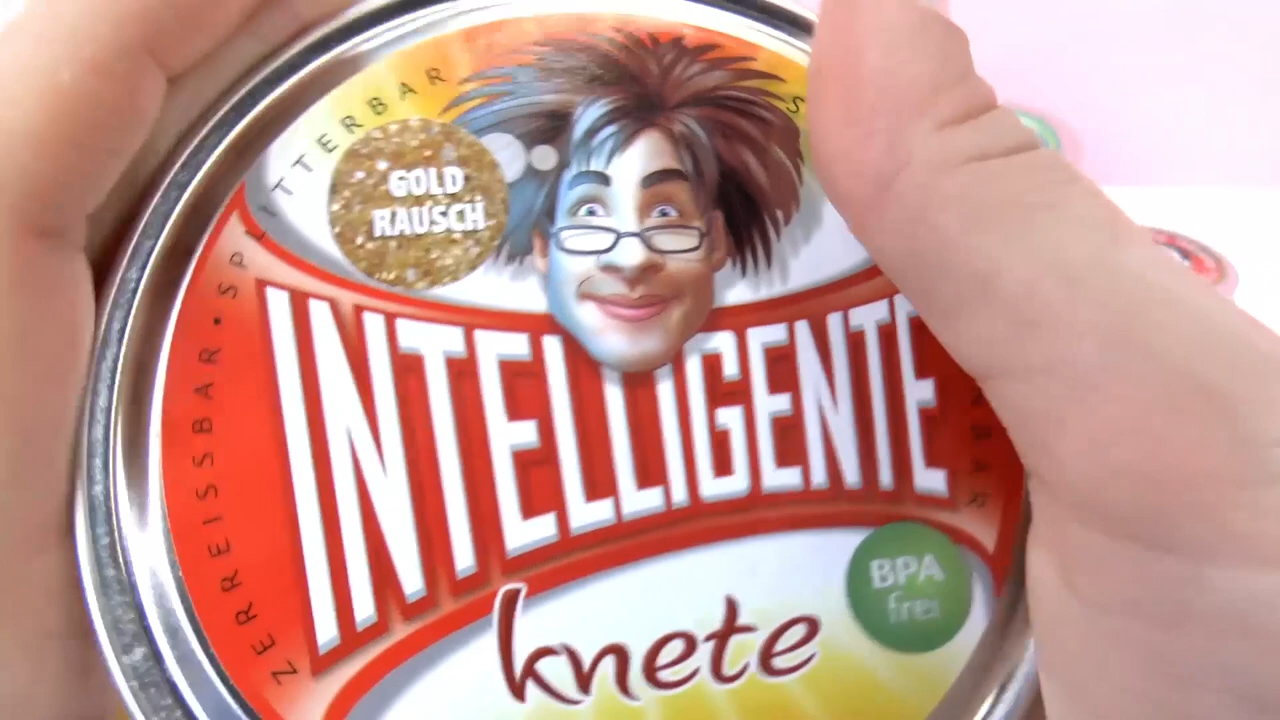 ZERREISSBAR • SPLITTERBAR
GOLD
RAUSCH
INTELLIGENTE
knete
BPA
frei